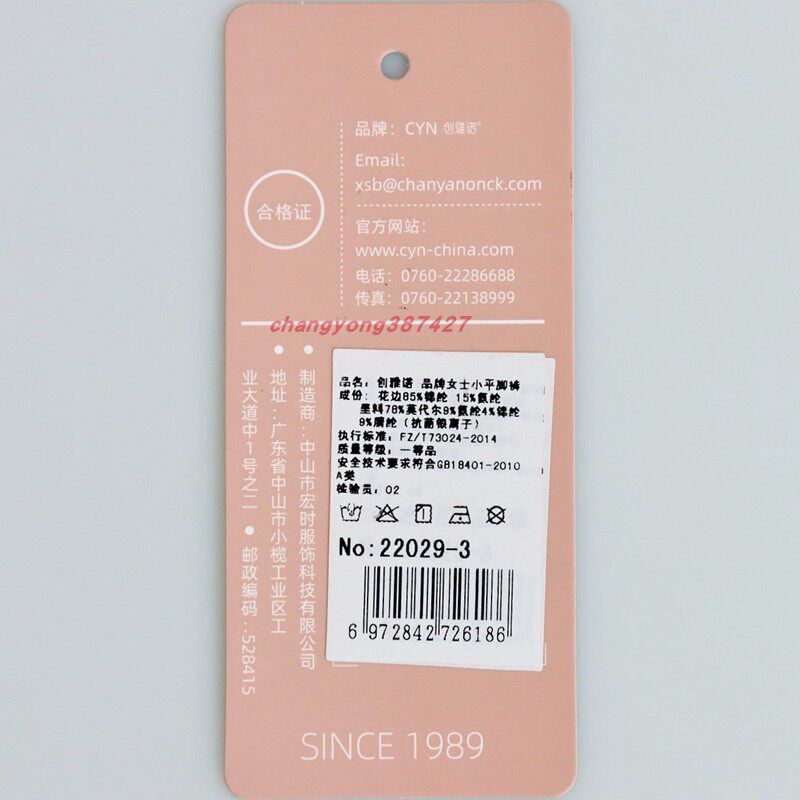 合格证
品牌：CYN 创雅诺®
Email:
xsb@chanyanonck.com
官方网站：
www.cyn-china.com
电话：0760-22286688
传真：0760-22138999
changyong387427
● 制造商：中山市宏时服饰科技有限公司
● 地址：广东省中山市小榄工业区工
业大道中1号之二 ● 邮政编码：528415
品名：创雅诺 品牌女士小平脚裤
成份：花边85%锦纶 15%氨纶
里料78%莫代尔9%氨纶4%锦纶
9%腈纶（抗菌银离子）
执行标准：FZ/T73024-2014
质量等级：一等品
安全技术要求符合GB18401-2010
A类
检验员：02
No:22029-3
6 972842 726186
SINCE 1989